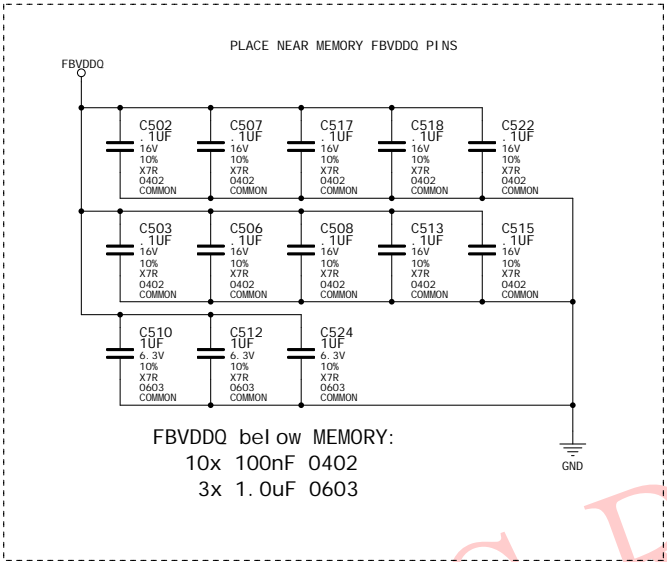 PLACE NEAR MEMORY FBVDDQ PINS
FBVDDQ
C502
.1UF
16V
10%
X7R
0402
COMMON
C507
.1UF
16V
10%
X7R
0402
COMMON
C517
.1UF
16V
10%
X7R
0402
COMMON
C518
.1UF
16V
10%
X7R
0402
COMMON
C522
.1UF
16V
10%
X7R
0402
COMMON
C503
.1UF
16V
10%
X7R
0402
COMMON
C506
.1UF
16V
10%
X7R
0402
COMMON
C508
.1UF
16V
10%
X7R
0402
COMMON
C513
.1UF
16V
10%
X7R
0402
COMMON
C515
.1UF
16V
10%
X7R
0402
COMMON
C510
1UF
6.3V
10%
X7R
0603
COMMON
C512
1UF
6.3V
10%
X7R
0603
COMMON
C524
1UF
6.3V
10%
X7R
0603
COMMON
FBVDDQ below MEMORY:
10x 100nF 0402
3x 1.0uF 0603
GND